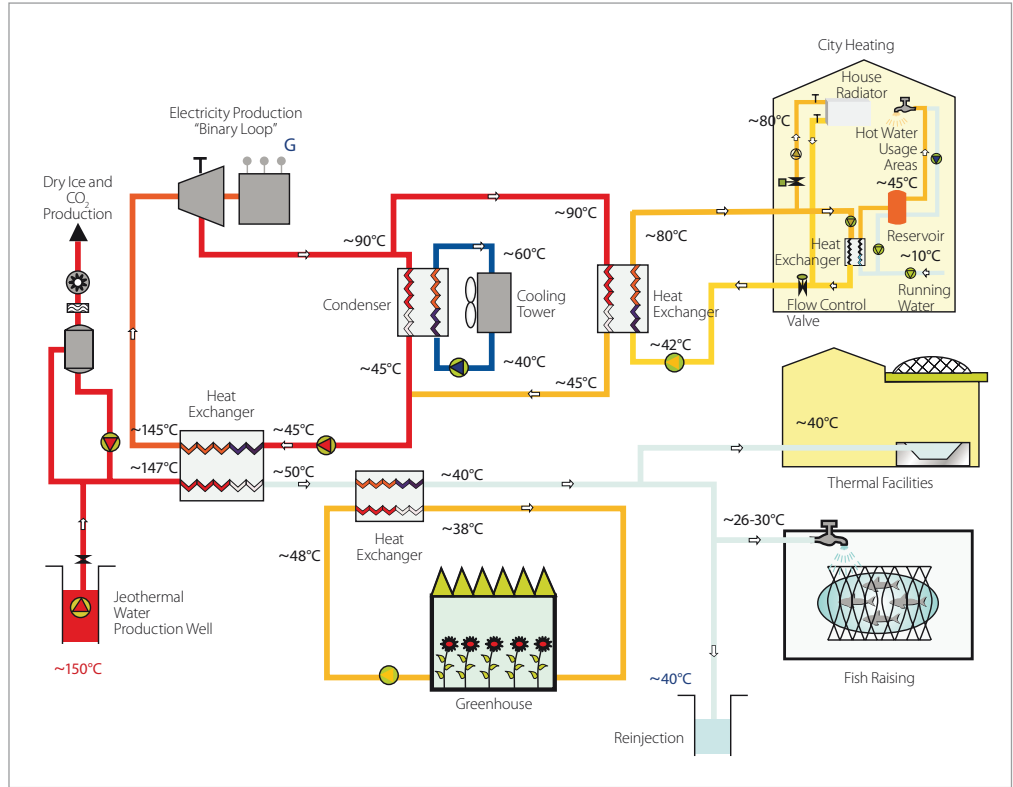 City Heating
House
Radiator
~80°C
Hot Water
Usage
Areas
~45°C
Reservoir
Heat
Exchanger
~10°C
Running
Water
Flow Control
Valve
Electricity Production
"Binary Loop"
G
Dry Ice and
CO2
Production
~90°C
~90°C
~80°C
~60°C
Condenser
Cooling
Tower
Heat
Exchanger
~40°C
~42°C
~45°C
~45°C
Heat
Exchanger
~145°C
~45°C
~147°C
~50°C
~40°C
~40°C
Thermal Facilities
~38°C
Heat
Exchanger
~48°C
~26-30°C
Jeothermal
Water
Production Well
~150°C
Greenhouse
Fish Raising
~40°C
Reinjection